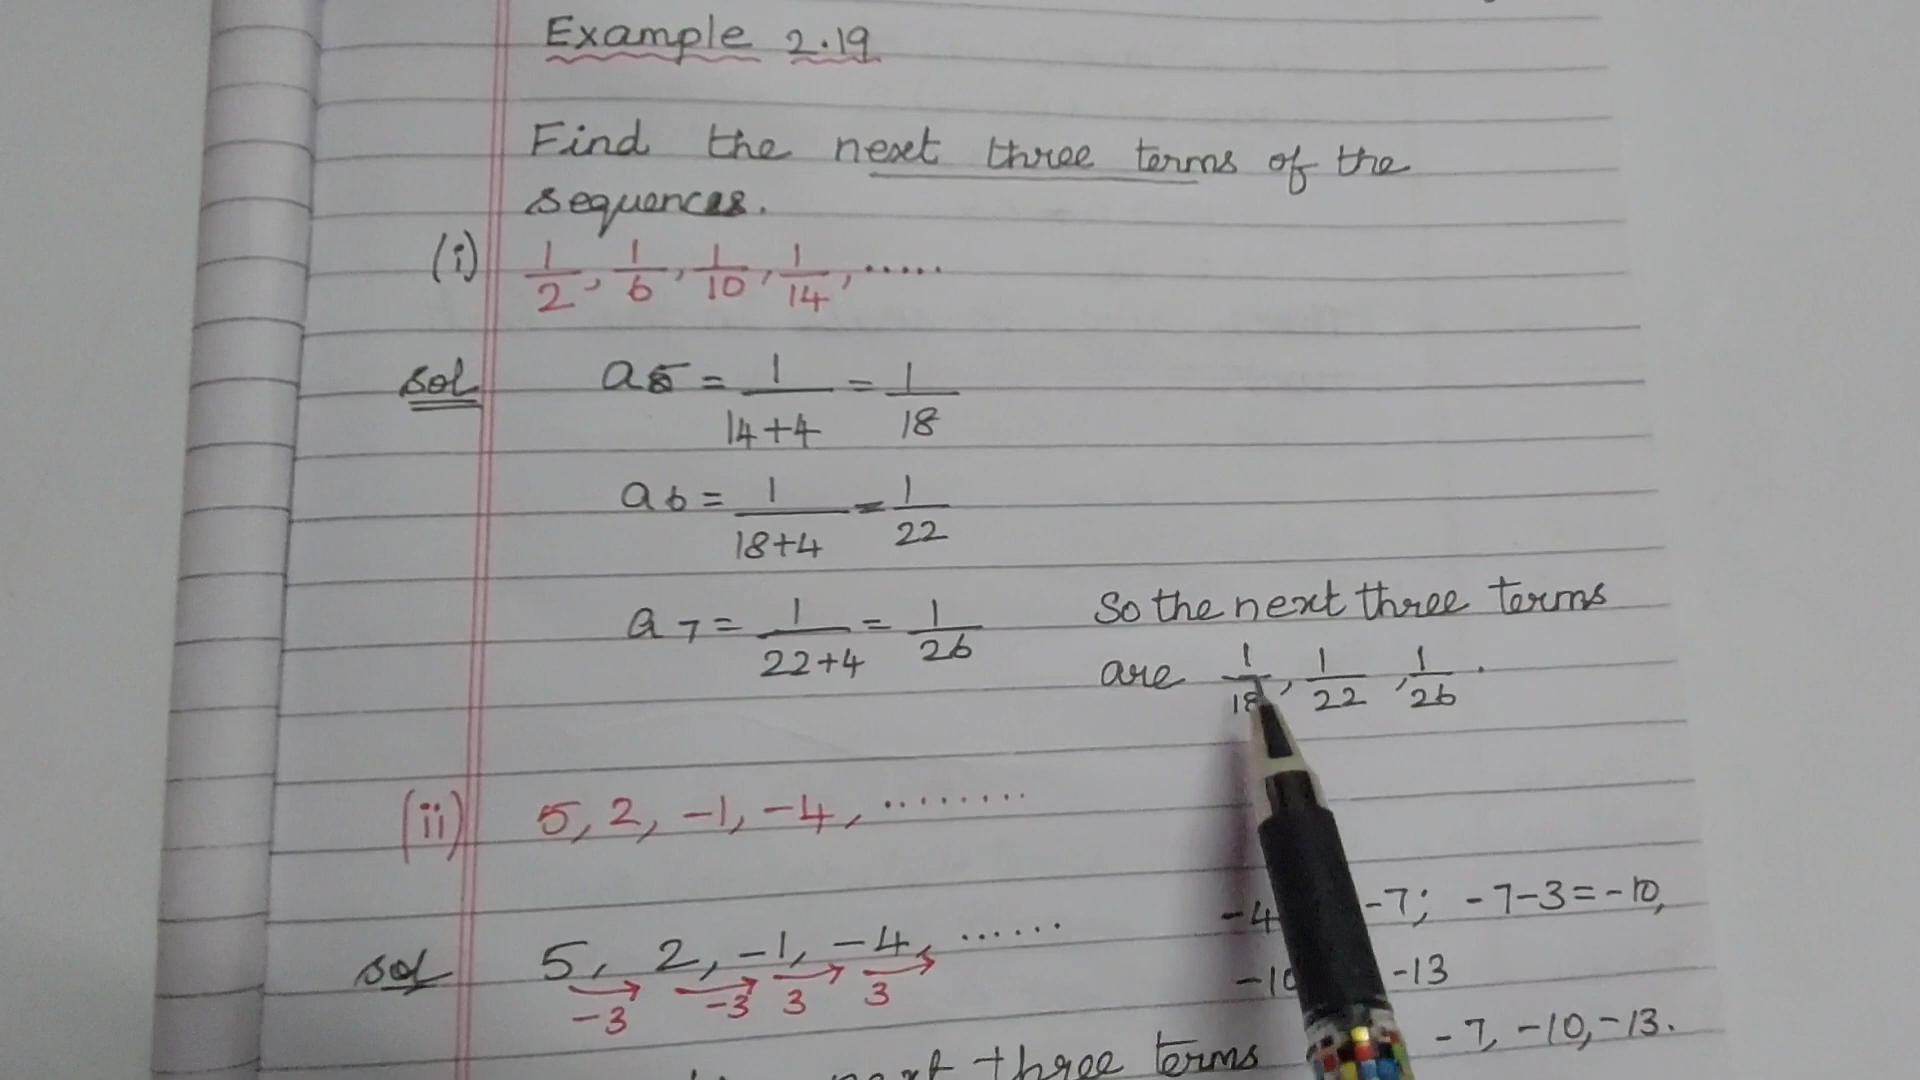 Example 2.19
Find the next three terms of the
sequences.
(i) 1/2, 1/6, 1/10, 1/14, .....
Sol a5 = 1/(14+4) = 1/18
a6 = 1/(18+4) = 1/22
a7 = 1/(22+4) = 1/26
So the next three terms
are 1/18, 1/22, 1/26.
(ii) 5, 2, -1, -4, ........
Sol 5, 2, -1, -4, ......
-3 -3 3 3
-4 -7; -7-3=-10,
-10 -13
next three terms -7, -10, -13.